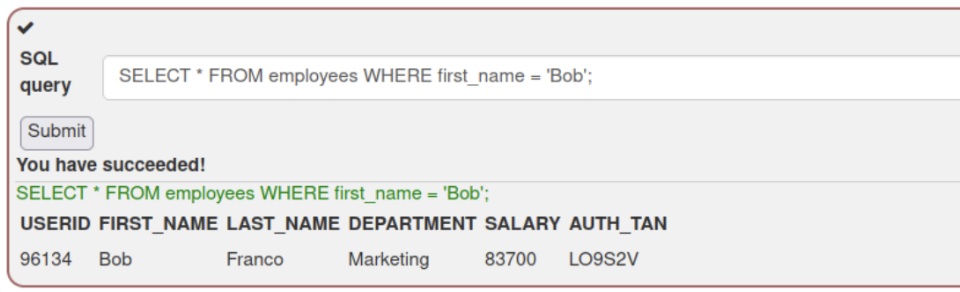 SQL
query
SELECT * FROM employees WHERE first_name = 'Bob';
Submit
You have succeeded!
SELECT * FROM employees WHERE first_name = 'Bob';
USERID FIRST_NAME LAST_NAME DEPARTMENT SALARY AUTH_TAN
96134 Bob Franco Marketing 83700 LO9S2V